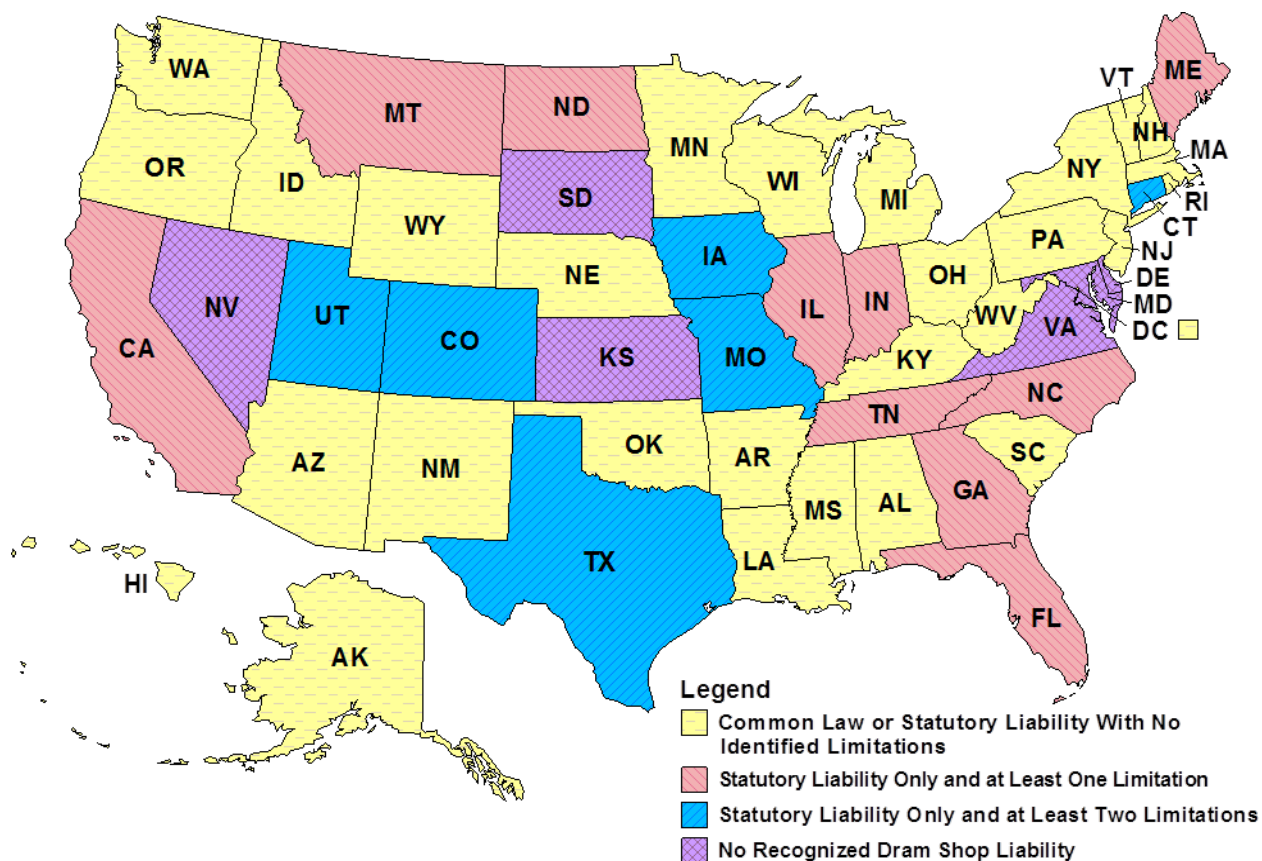 WA
MT
ND
MN
VT
ME
NH
OR
ID
SD
WI
MI
NY
MA
WY
RI
CT
IA
PA
NE
NJ
OH
DE
NV
UT
IL
IN
MD
WV
CO
VA
DC
CA
KS
MO
KY
NC
TN
OK
AZ
NM
AR
SC
GA
MS
AL
TX
LA
HI
FL
AK
Legend
Common Law or Statutory Liability With No
Identified Limitations
Statutory Liability Only and at Least One Limitation
Statutory Liability Only and at Least Two Limitations
No Recognized Dram Shop Liability